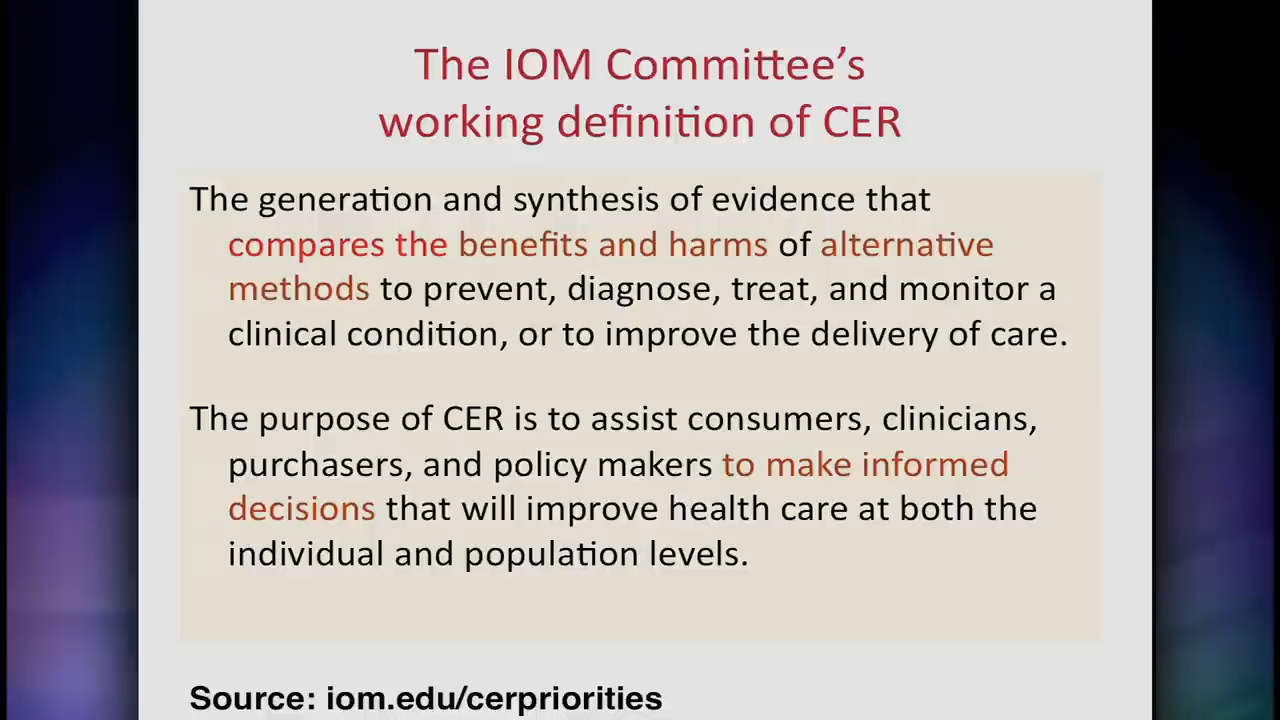 The IOM Committee's
working definition of CER
The generation and synthesis of evidence that
compares the benefits and harms of alternative
methods to prevent, diagnose, treat, and monitor a
clinical condition, or to improve the delivery of care.
The purpose of CER is to assist consumers, clinicians,
purchasers, and policy makers to make informed
decisions that will improve health care at both the
individual and population levels.
Source: iom.edu/cerpriorities